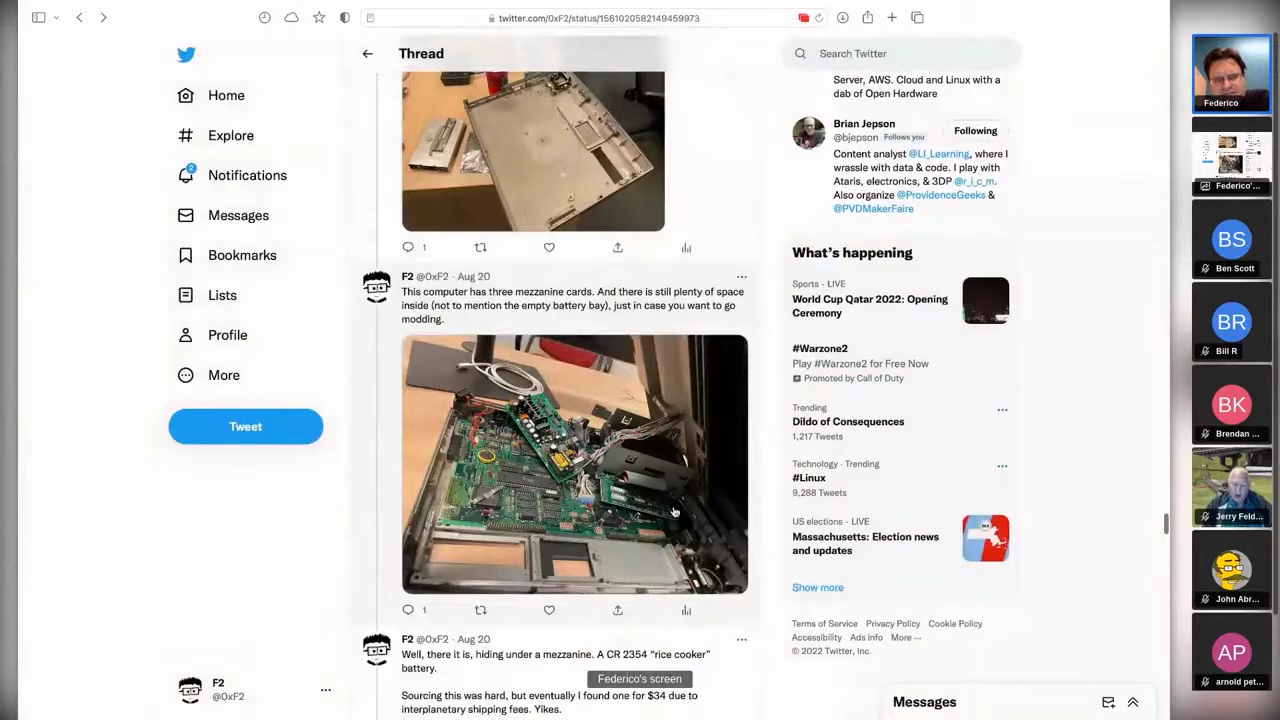 twitter.com/0xF2/status/1561020582149459973
Home
Explore
2
Notifications
Messages
Bookmarks
Lists
Profile
More
Tweet
F2
@0xF2
Thread
1
F2 @0xF2 · Aug 20
This computer has three mezzanine cards. And there is still plenty of space
inside (not to mention the empty battery bay), just in case you want to go
modding.
1
F2 @0xF2 · Aug 20
Well, there it is, hiding under a mezzanine. A CR 2354 “rice cooker”
battery.
Sourcing this was hard, but eventually I found one for $34 due to
interplanetary shipping fees. Yikes.
Federico's screen
Search Twitter
Server, AWS. Cloud and Linux with a
dab of Open Hardware
Brian Jepson
@bjepson Follows you
Following
Content analyst @LI_Learning, where I
wrassle with data & code. I play with
Ataris, electronics, & 3DP @r_i_c_m.
Also organize @ProvidenceGeeks &
@PVDMakerFaire
What's happening
Sports · LIVE
World Cup Qatar 2022: Opening
Ceremony
#Warzone2
Play #Warzone2 for Free Now
Promoted by Call of Duty
Trending
Dildo of Consequences
1,217 Tweets
Technology · Trending
#Linux
9,288 Tweets
US elections · LIVE
Massachusetts: Election news
and updates
Show more
Terms of Service Privacy Policy Cookie Policy
Accessibility Ads info More ···
© 2022 Twitter, Inc.
Messages
Federico
Federico'...
BS
Ben Scott
BR
Bill R
BK
Brendan ...
Jerry Feld...
John Abr...
AP
arnold pet...